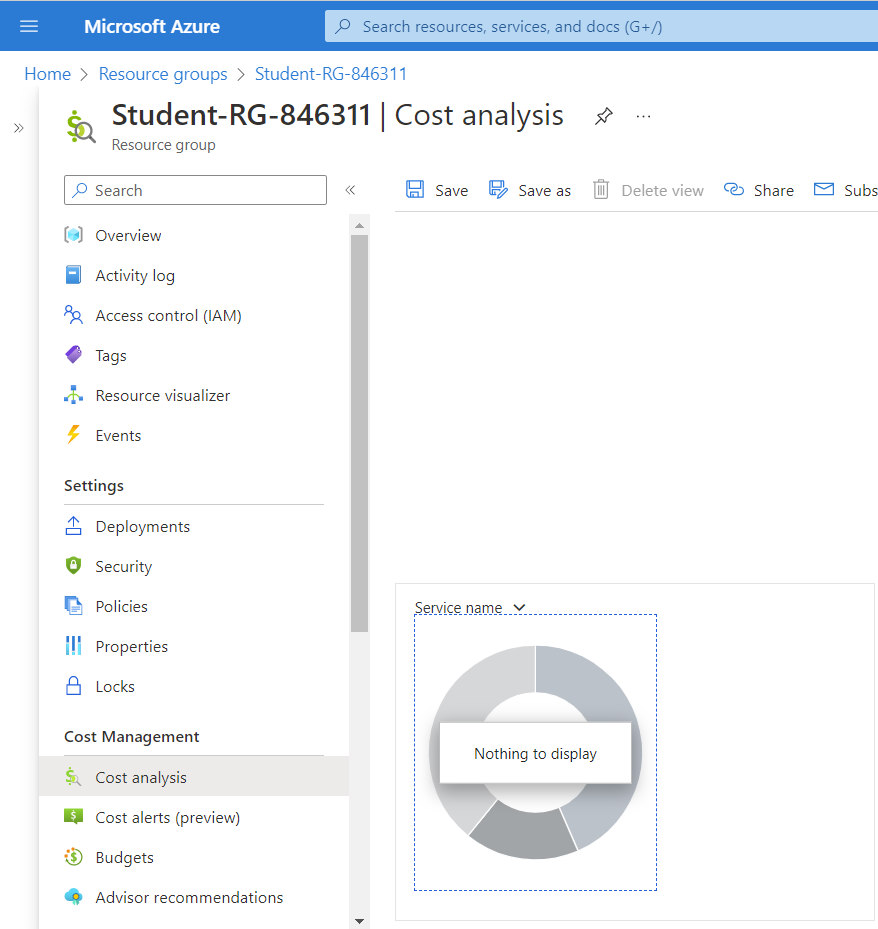 Microsoft Azure
Search resources, services, and docs (G+/)
Home > Resource groups > Student-RG-846311
Student-RG-846311 | Cost analysis ...
Resource group
Search
Save
Save as
Delete view
Share
Subs
Overview
Activity log
Access control (IAM)
Tags
Resource visualizer
Events
Settings
Deployments
Security
Policies
Properties
Locks
Cost Management
Cost analysis
Cost alerts (preview)
Budgets
Advisor recommendations
Service name
Nothing to display